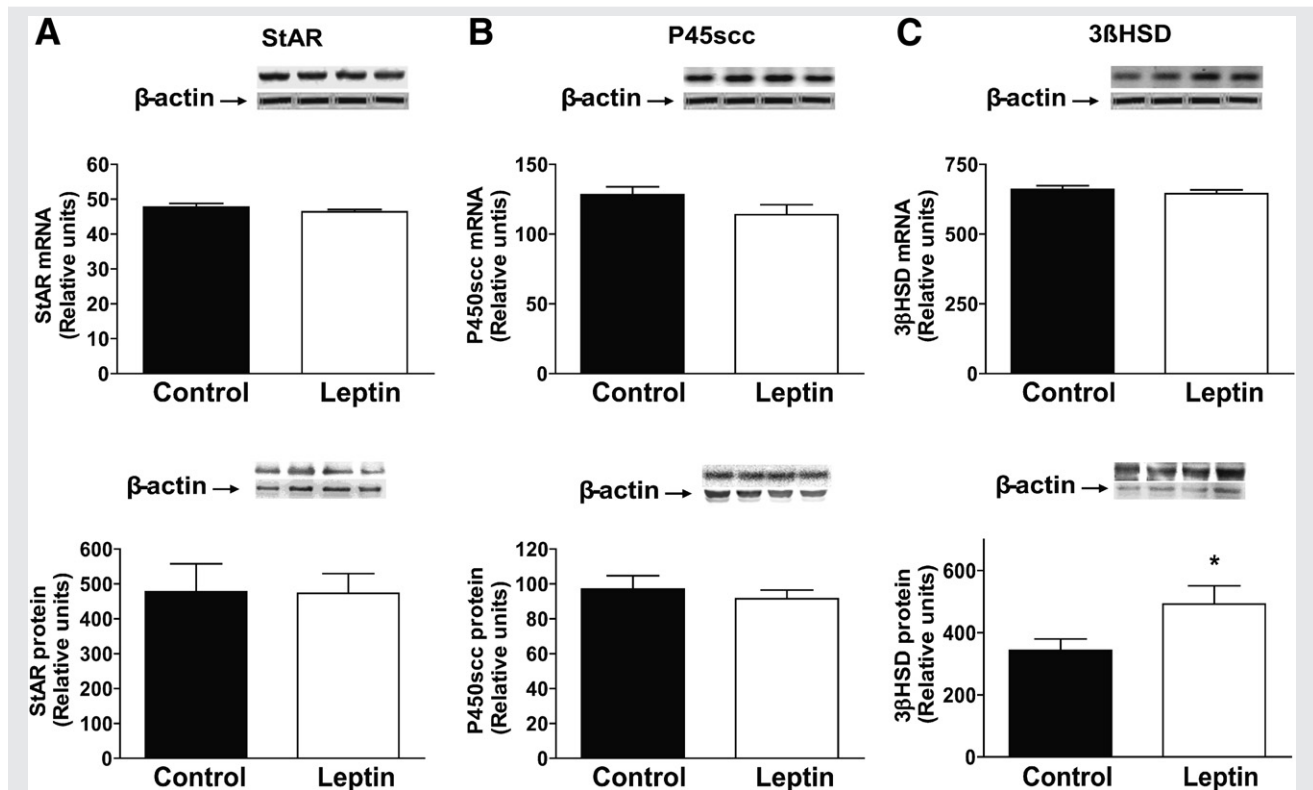 A
StAR
β-actin →
StAR mRNA
(Relative units)
60
50
40
30
20
10
0
Control Leptin
β-actin →
StAR protein
(Relative units)
600
500
400
300
200
100
0
Control Leptin
B
P45scc
β-actin →
P450scc mRNA
(Relative untis)
150
100
50
0
Control Leptin
β-actin →
P450scc protein
(Relative units)
120
100
80
60
40
20
0
Control Leptin
C
3ßHSD
β-actin →
3βHSD mRNA
(Relative units)
750
500
250
0
Control Leptin
β-actin →
3βHSD protein
(Relative units)
600
400
200
0
*
Control Leptin